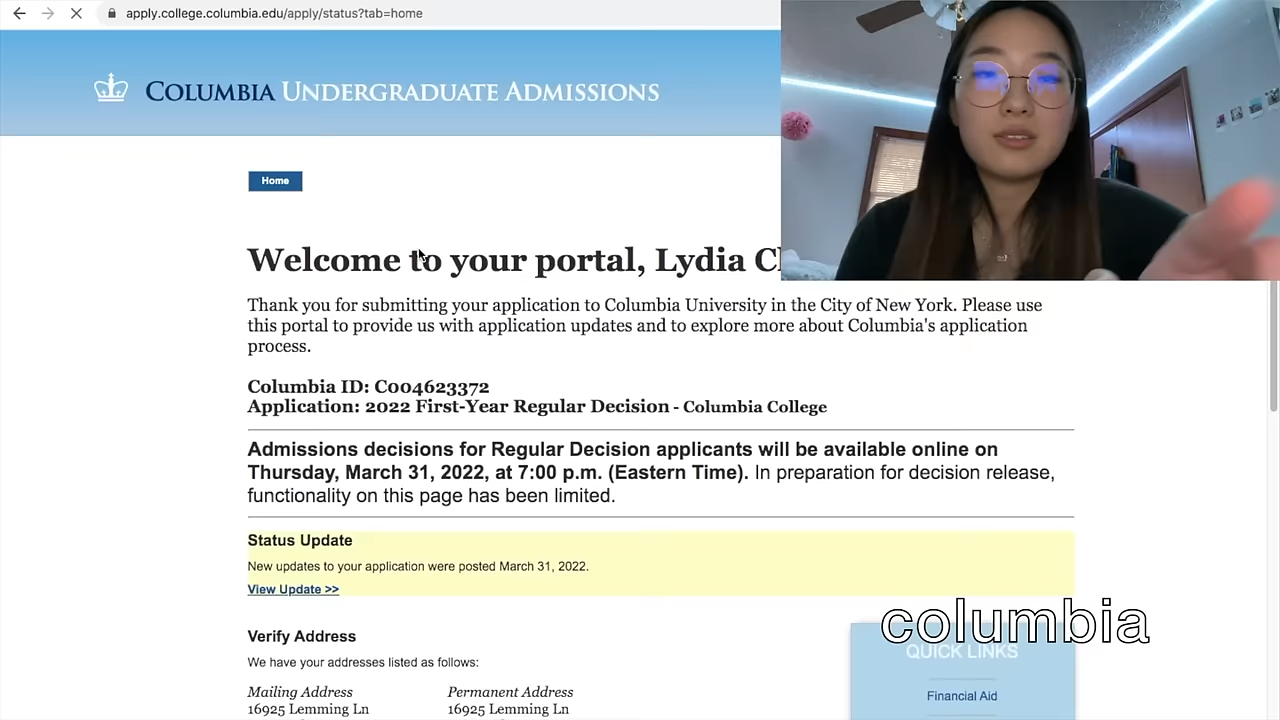 apply.college.columbia.edu/apply/status?tab=home
COLUMBIA UNDERGRADUATE ADMISSIONS
Home
Welcome to your portal, Lydia
Thank you for submitting your application to Columbia University in the City of New York. Please use
this portal to provide us with application updates and to explore more about Columbia's application
process.
Columbia ID: C004623372
Application: 2022 First-Year Regular Decision - Columbia College
Admissions decisions for Regular Decision applicants will be available online on
Thursday, March 31, 2022, at 7:00 p.m. (Eastern Time). In preparation for decision release,
functionality on this page has been limited.
Status Update
New updates to your application were posted March 31, 2022.
View Update >>
columbia
QUICK LINKS
Financial Aid
Verify Address
We have your addresses listed as follows:
Mailing Address Permanent Address
16925 Lemming Ln 16925 Lemming Ln